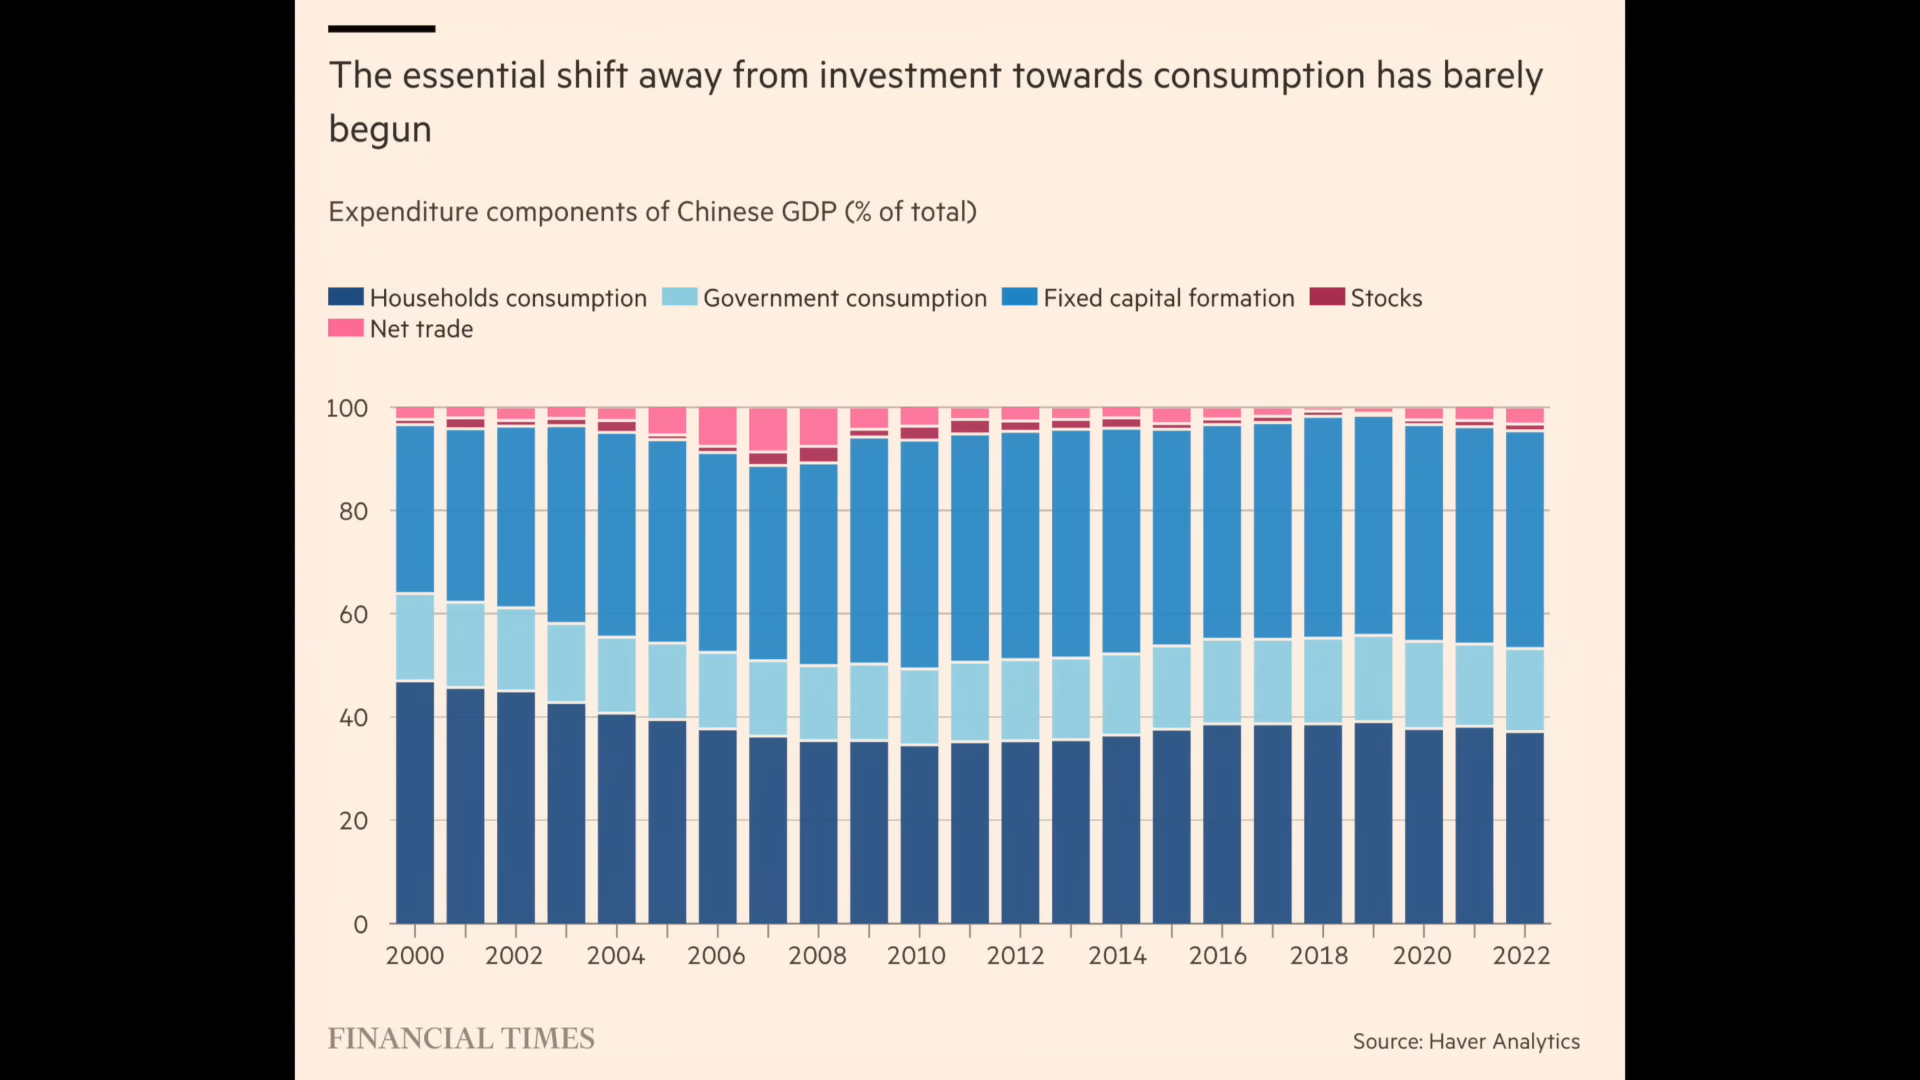 The essential shift away from investment towards consumption has barely
begun
Expenditure components of Chinese GDP (% of total)
Households consumption Government consumption Fixed capital formation Stocks
Net trade
100
80
60
40
20
0
2000 2002 2004 2006 2008 2010 2012 2014 2016 2018 2020 2022
FINANCIAL TIMES
Source: Haver Analytics